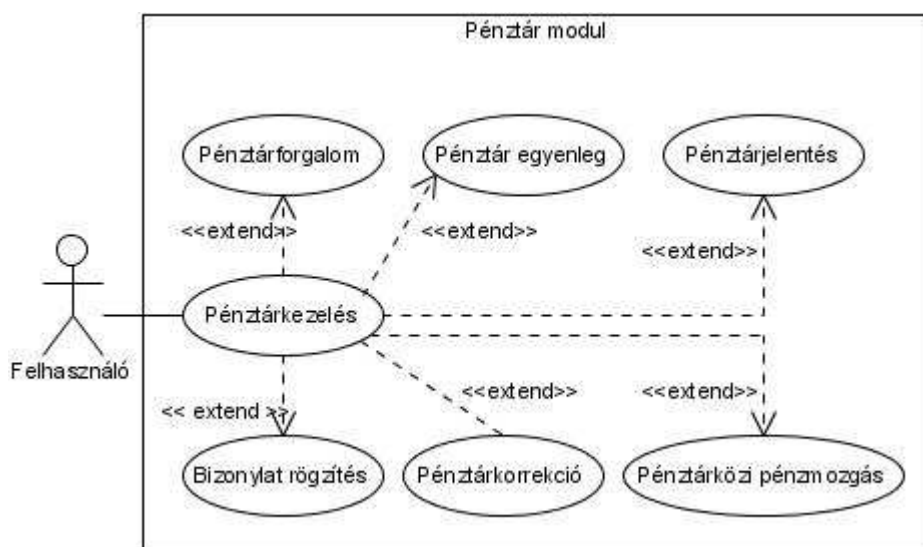 Pénztár modul
Pénztárforgalom
Pénztár egyenleg
Pénztárjelentés
<<extend>>
<<extend>>
<<extend>>
Pénztárkezelés
Felhasználó
<< extend >>
<<extend>>
<<extend>>
Bizonylat rögzítés
Pénztárkorrekció
Pénztárközi pénzmozgás